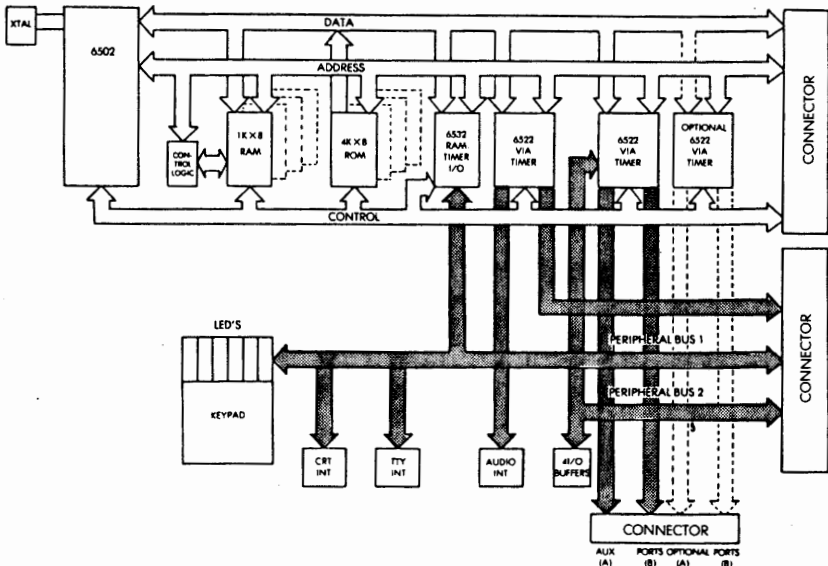 XTAL
6502
DATA
ADDRESS
CONTROL
CON-
TROL
LOGIC
1K X 8
RAM
4K X 8
ROM
6532
RAM
TIMER
I/O
6522
VIA
TIMER
6522
VIA
TIMER
OPTIONAL
6522
VIA
TIMER
CONNECTOR
LED'S
KEYPAD
PERIPHERAL BUS 1
PERIPHERAL BUS 2
CONNECTOR
CRT
INT
TTY
INT
AUDIO
INT
4I/O
BUFFERS
CONNECTOR
AUX
(A)
PORTS
(B)
OPTIONAL
(A)
PORTS
(B)